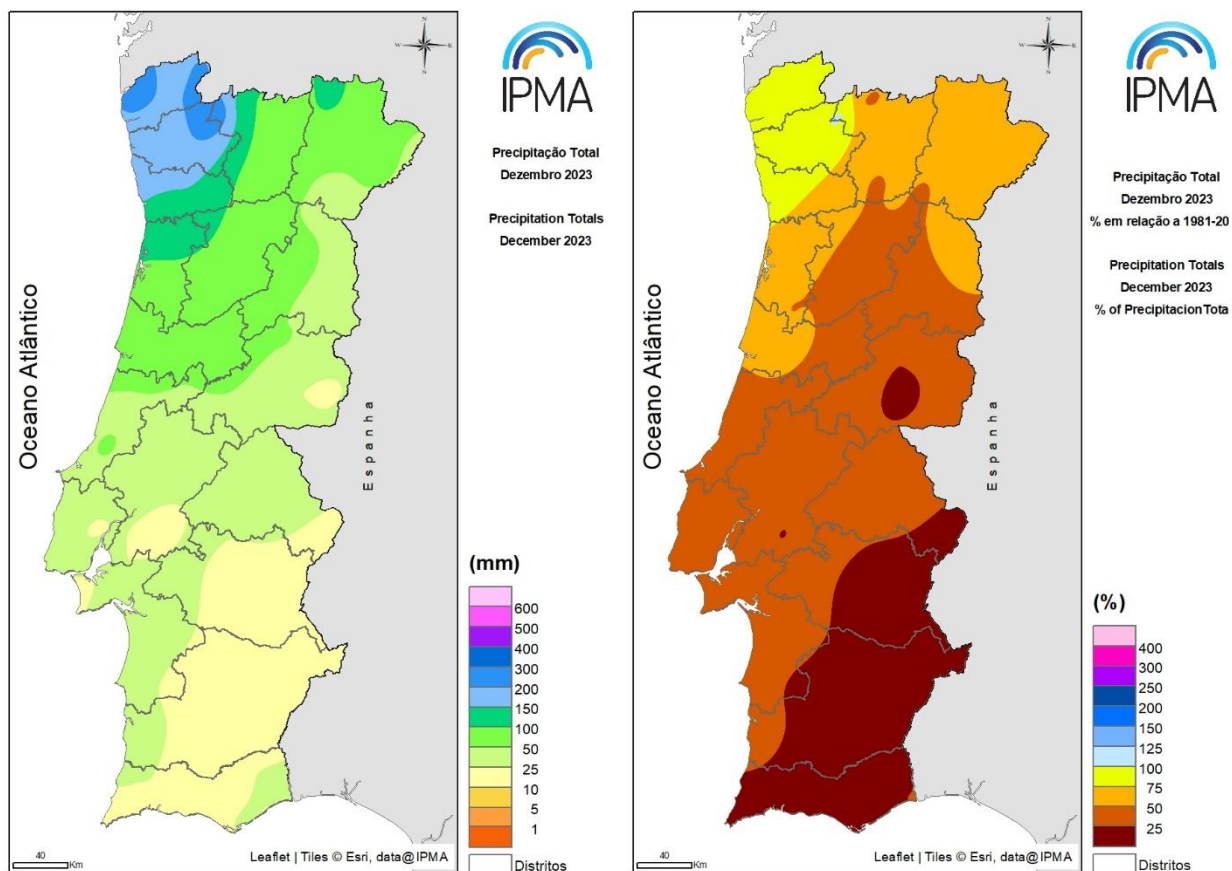 IPMA
Precipitação Total
Dezembro 2023
Precipitation Totals
December 2023
Oceano Atlântico
Espanha
N
W
E
S
(mm)
600
500
400
300
200
150
100
50
25
10
5
1
Distritos
40
Km
Leaflet | Tiles © Esri, data@IPMA
IPMA
Precipitação Total
Dezembro 2023
% em relação a 1981-20
Precipitation Totals
December 2023
% of PrecipitacionTota
Oceano Atlântico
Espanha
N
W
E
S
(%)
400
300
250
200
150
125
100
75
50
25
Distritos
40
Km
Leaflet | Tiles © Esri, data@IPMA